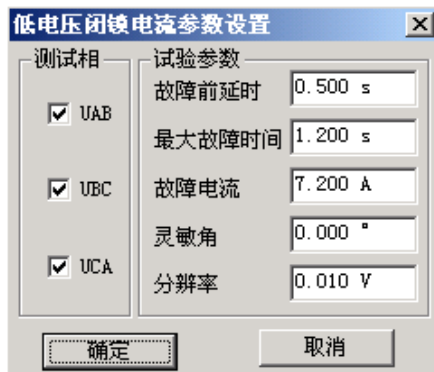 低电压闭锁电流参数设置
测试相
UAB
UBC
UCA
试验参数
故障前延时 0.500 s
最大故障时间 1.200 s
故障电流 7.200 A
灵敏角 0.000 °
分辨率 0.010 V
确定 取消